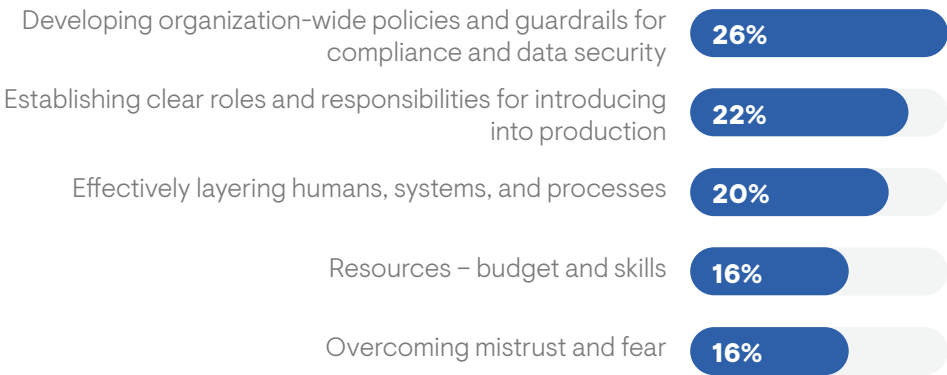 Developing organization-wide policies and guardrails for
compliance and data security
26%
Establishing clear roles and responsibilities for introducing
into production
22%
Effectively layering humans, systems, and processes
20%
Resources – budget and skills
16%
Overcoming mistrust and fear
16%